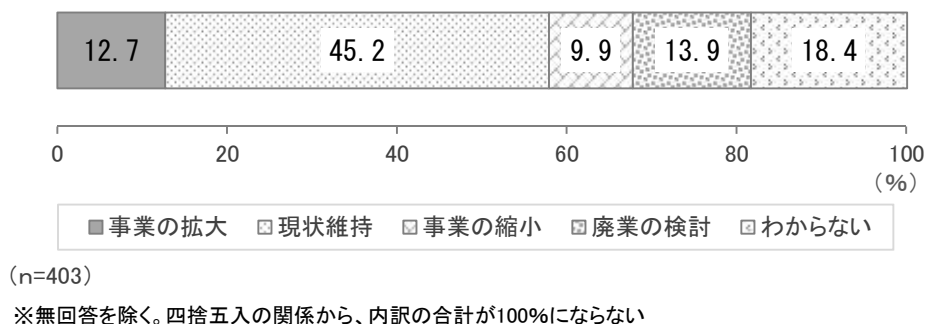 12.7 45.2 9.9 13.9 18.4
0 20 40 60 80 100
（%）
事業の拡大 現状維持 事業の縮小 廃業の検討 わからない
（n=403）
※無回答を除く。四捨五入の関係から、内訳の合計が100%にならない